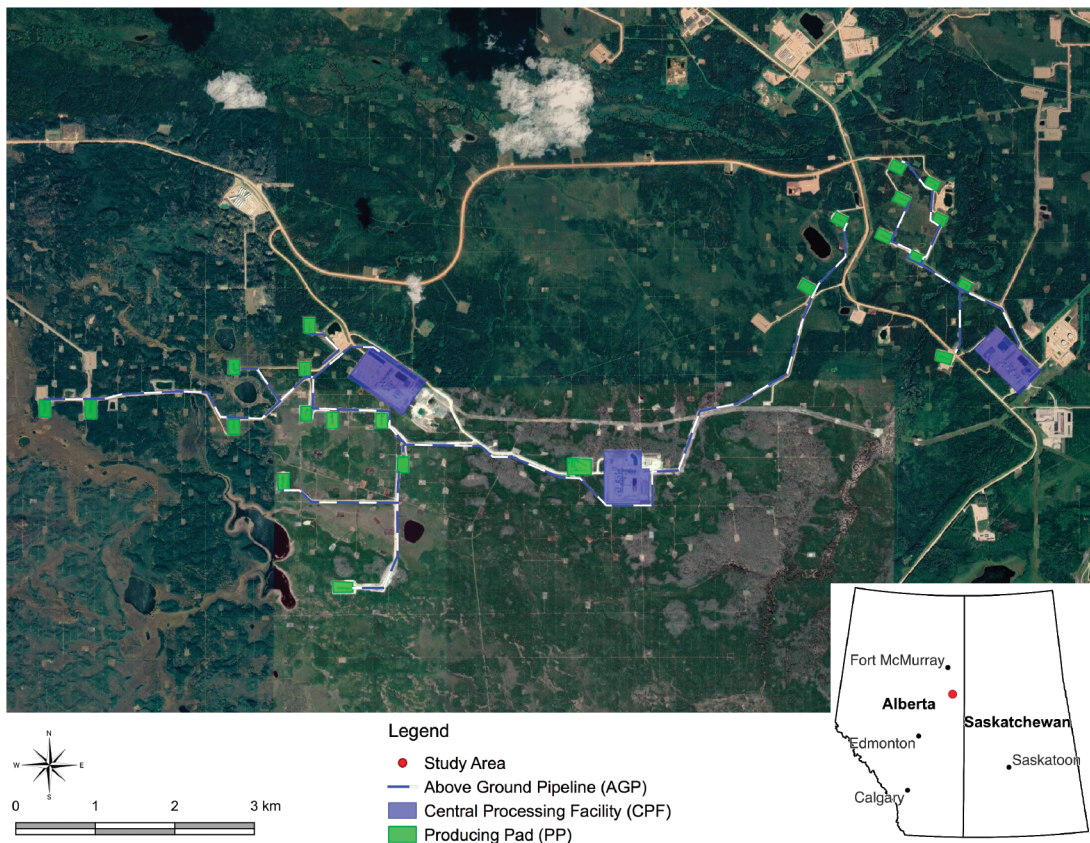 N
W E
S
0 1 2 3 km
Legend
Study Area
Above Ground Pipeline (AGP)
Central Processing Facility (CPF)
Producing Pad (PP)
Fort McMurray
Alberta
Saskatchewan
Edmonton
Saskatoon
Calgary